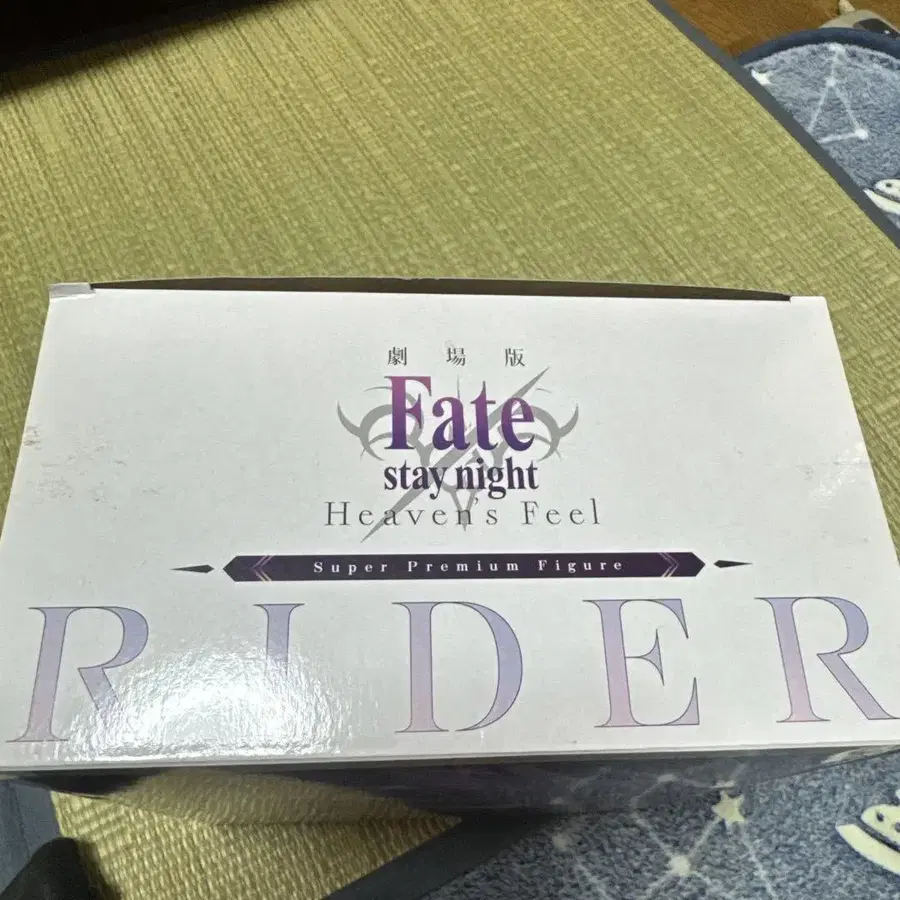 劇場版
Fate
stay night
Heaven's Feel
Super Premium Figure
RIDER